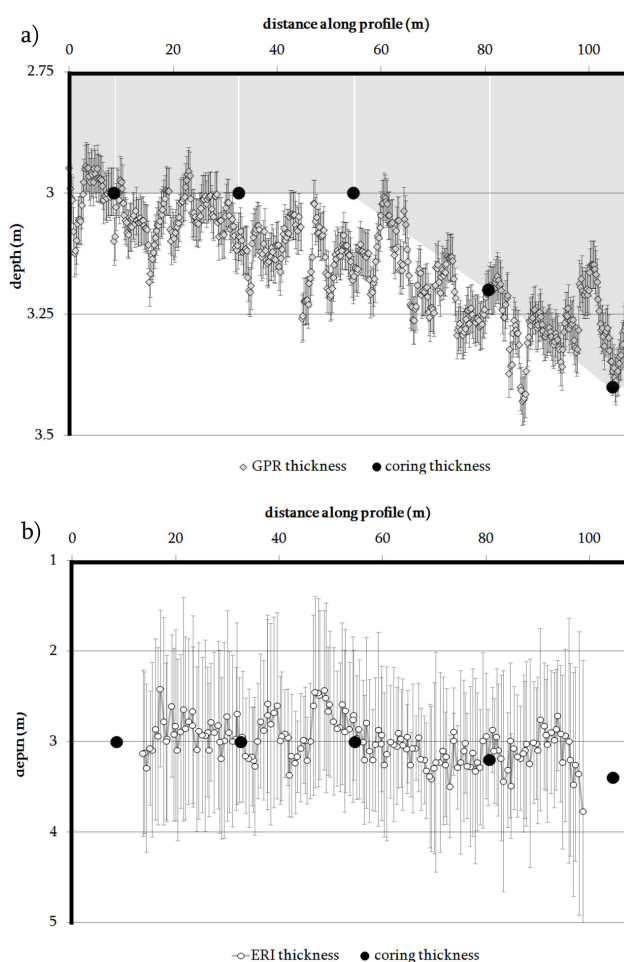 distance along profile (m)
a)
0 20 40 60 80 100
2.75
3
3.25
3.5
depth (m)
GPR thickness coring thickness
distance along profile (m)
b)
0 20 40 60 80 100
1
2
3
4
5
depth (m)
ERI thickness coring thickness